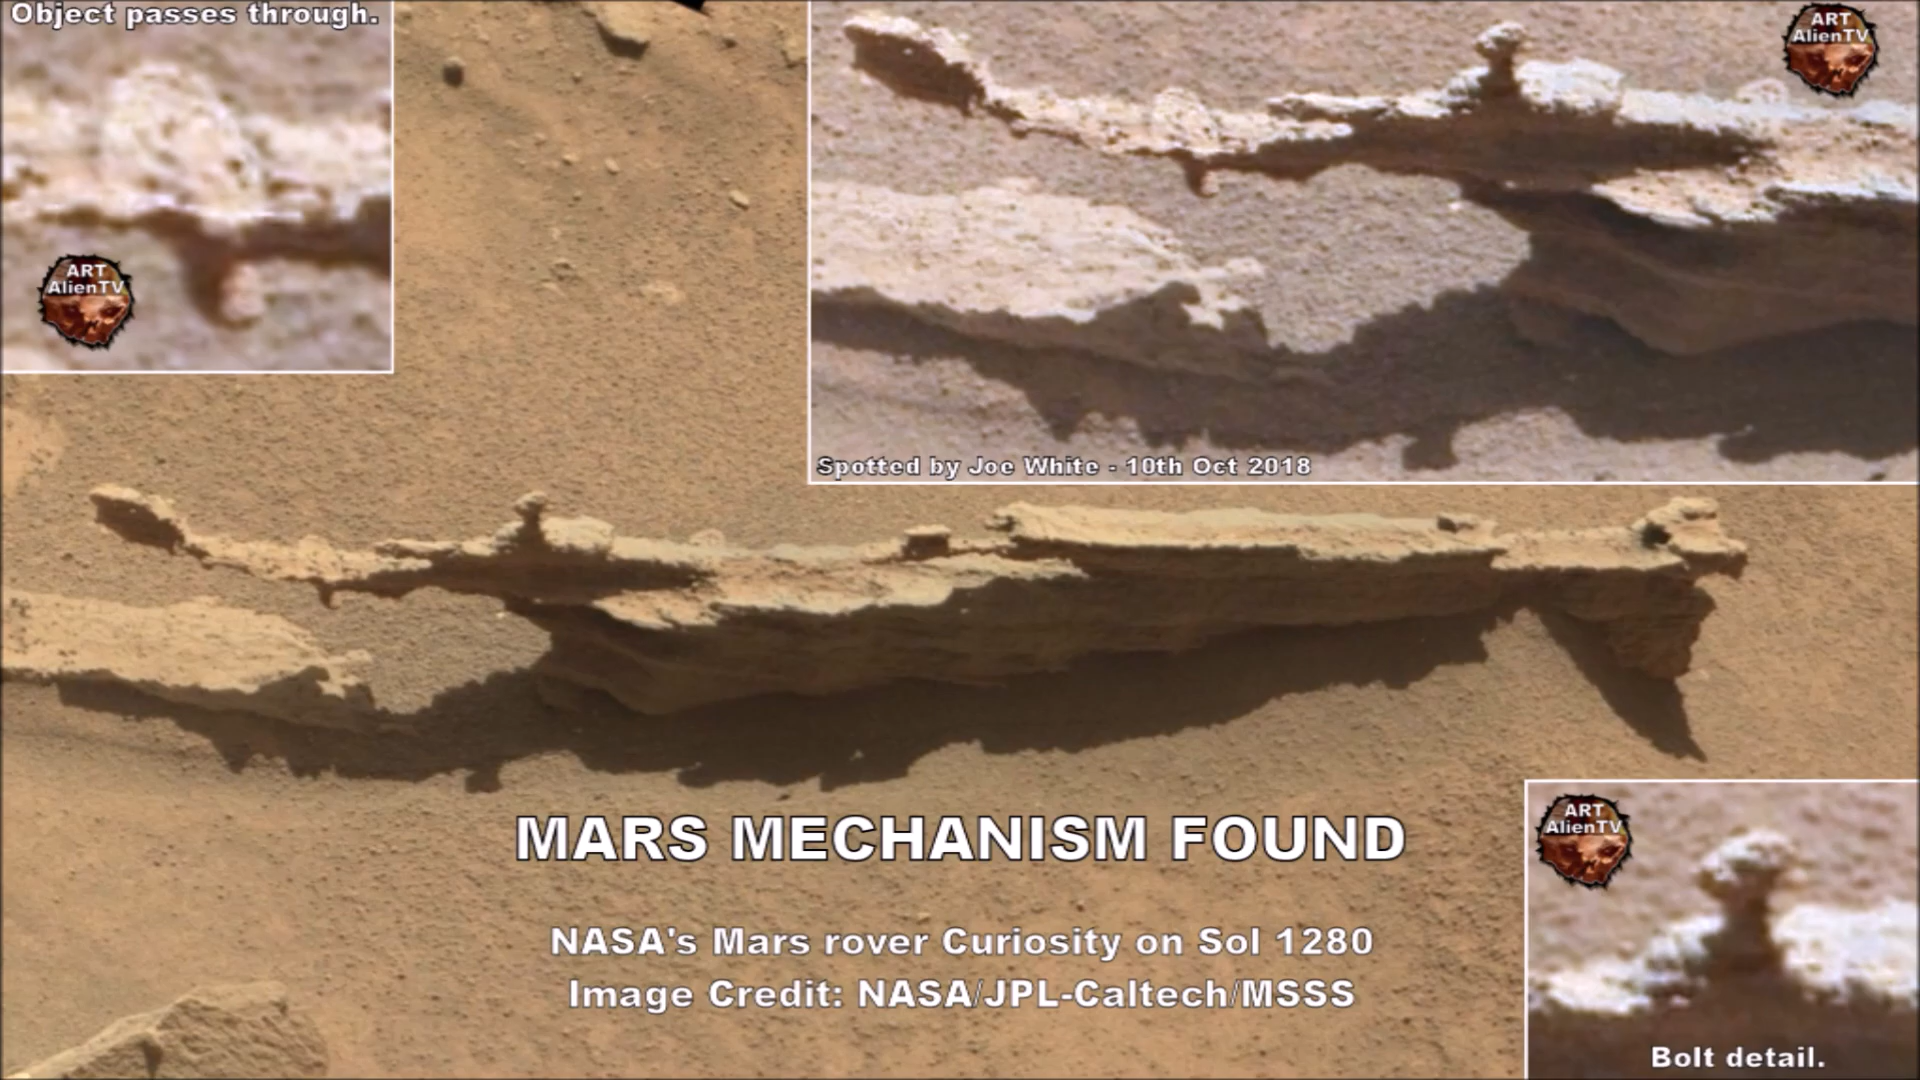 Object passes through.
ART
AlienTV
ART
AlienTV
Spotted by Joe White - 10th Oct 2018
MARS MECHANISM FOUND
NASA's Mars rover Curiosity on Sol 1280
Image Credit: NASA/JPL-Caltech/MSSS
ART
AlienTV
Bolt detail.